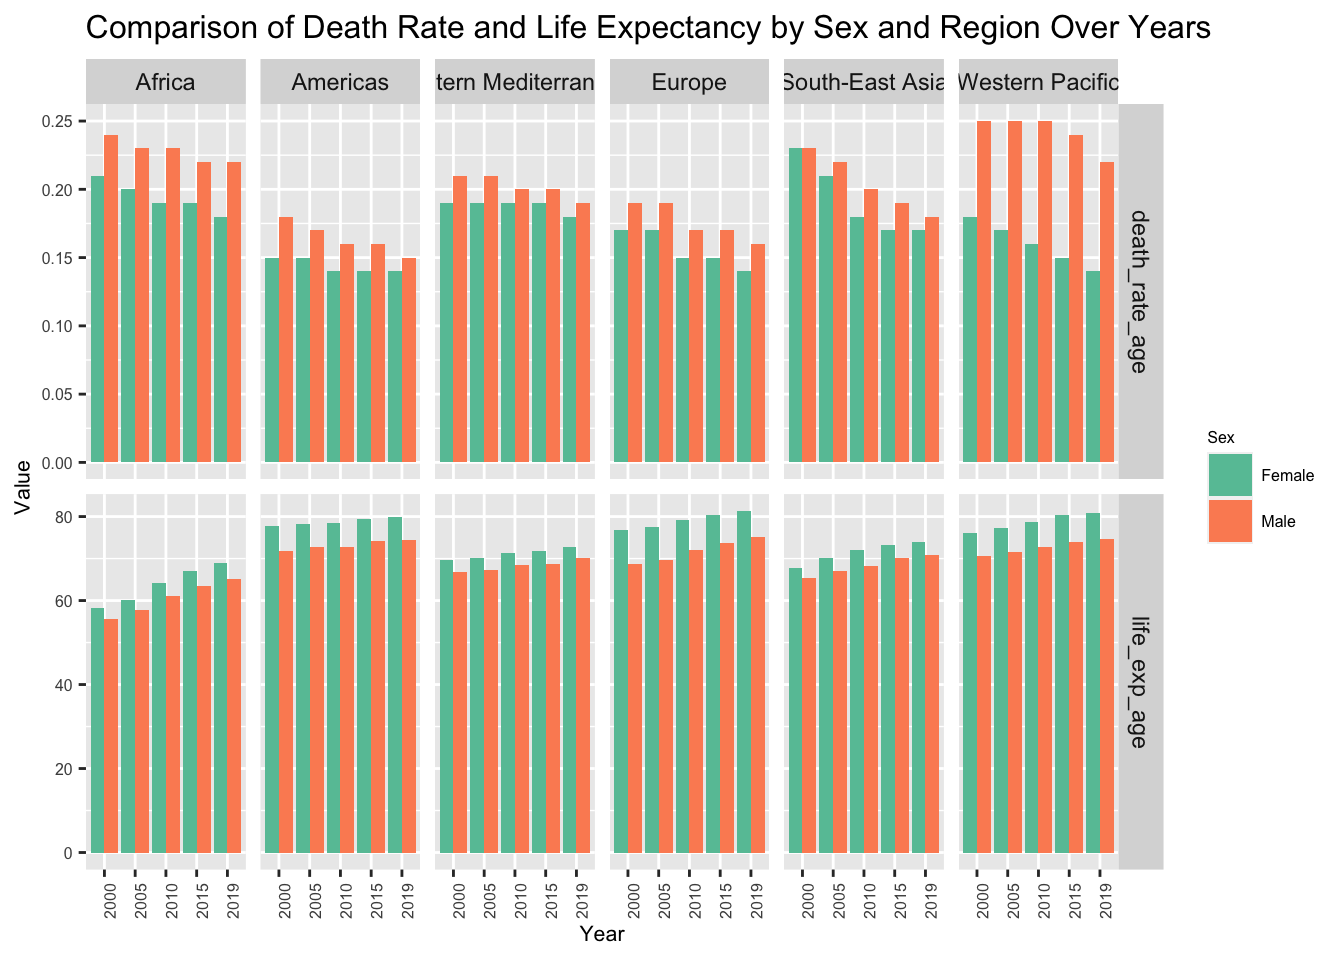 Comparison of Death Rate and Life Expectancy by Sex and Region Over Years
Africa
Americas
tern Mediterran
Europe
South-East Asia
Western Pacific
0.25
0.20
0.15
0.10
0.05
0.00
death_rate_age
80
60
40
20
0
life_exp_age
Value
2000 2005 2010 2015 2019
2000 2005 2010 2015 2019
2000 2005 2010 2015 2019
2000 2005 2010 2015 2019
2000 2005 2010 2015 2019
2000 2005 2010 2015 2019
Year
Sex
Female
Male